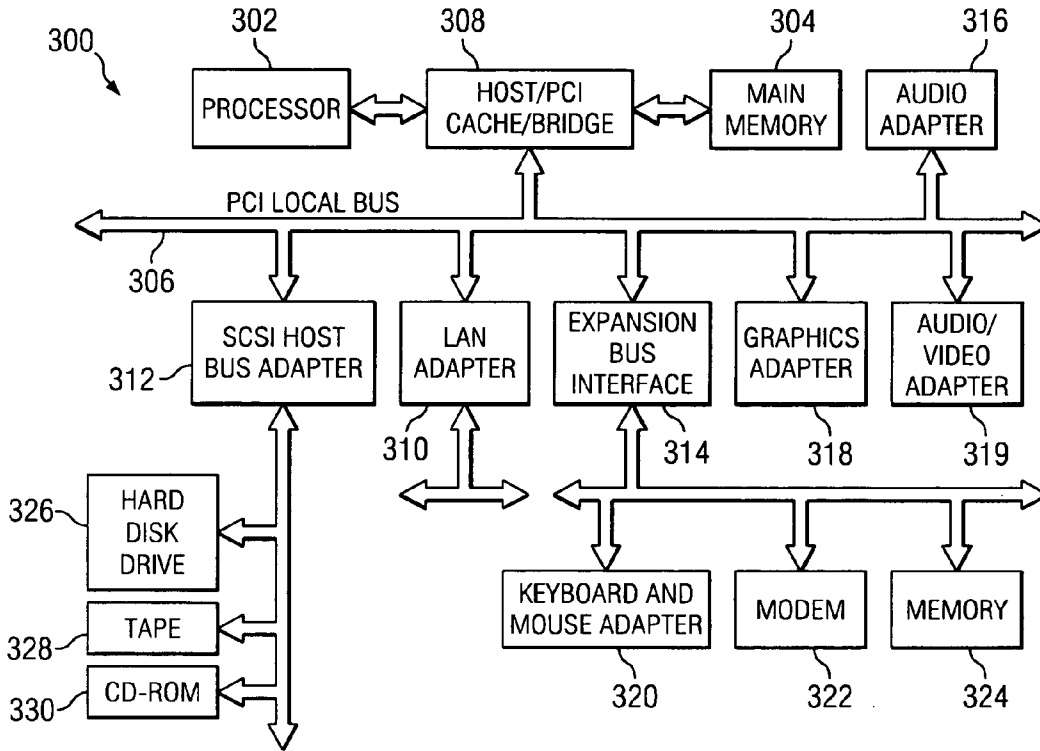 300
302
308
304
316
PROCESSOR
HOST/PCI
CACHE/BRIDGE
MAIN
MEMORY
AUDIO
ADAPTER
PCI LOCAL BUS
306
SCSI HOST
BUS ADAPTER
312
LAN
ADAPTER
310
EXPANSION
BUS
INTERFACE
314
GRAPHICS
ADAPTER
318
AUDIO/
VIDEO
ADAPTER
319
326
HARD
DISK
DRIVE
328
TAPE
330
CD-ROM
KEYBOARD AND
MOUSE ADAPTER
320
MODEM
322
MEMORY
324